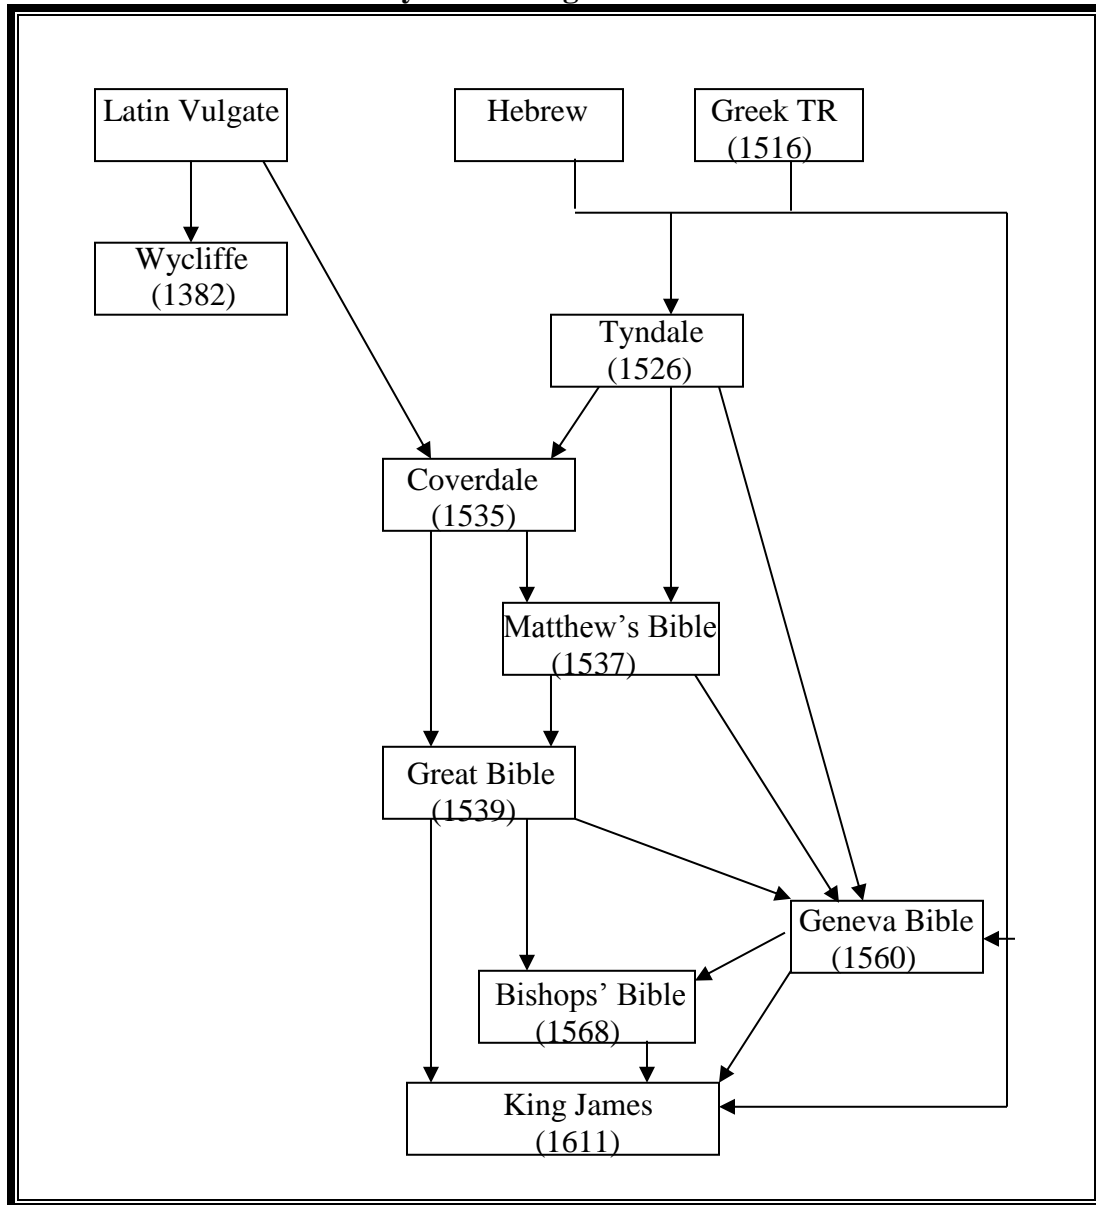 Latin Vulgate
Hebrew
Greek TR
(1516)
Wycliffe
(1382)
Tyndale
(1526)
Coverdale
(1535)
Matthew’s Bible
(1537)
Great Bible
(1539)
Geneva Bible
(1560)
Bishops’ Bible
(1568)
King James
(1611)